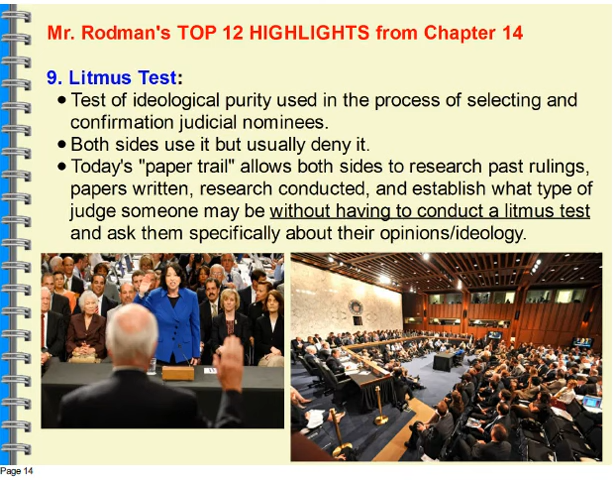 Mr. Rodman's TOP 12 HIGHLIGHTS from Chapter 14
9. Litmus Test:
• Test of ideological purity used in the process of selecting and
confirmation judicial nominees.
• Both sides use it but usually deny it.
• Today's "paper trail" allows both sides to research past rulings,
papers written, research conducted, and establish what type of
judge someone may be without having to conduct a litmus test
and ask them specifically about their opinions/ideology.
Page 14